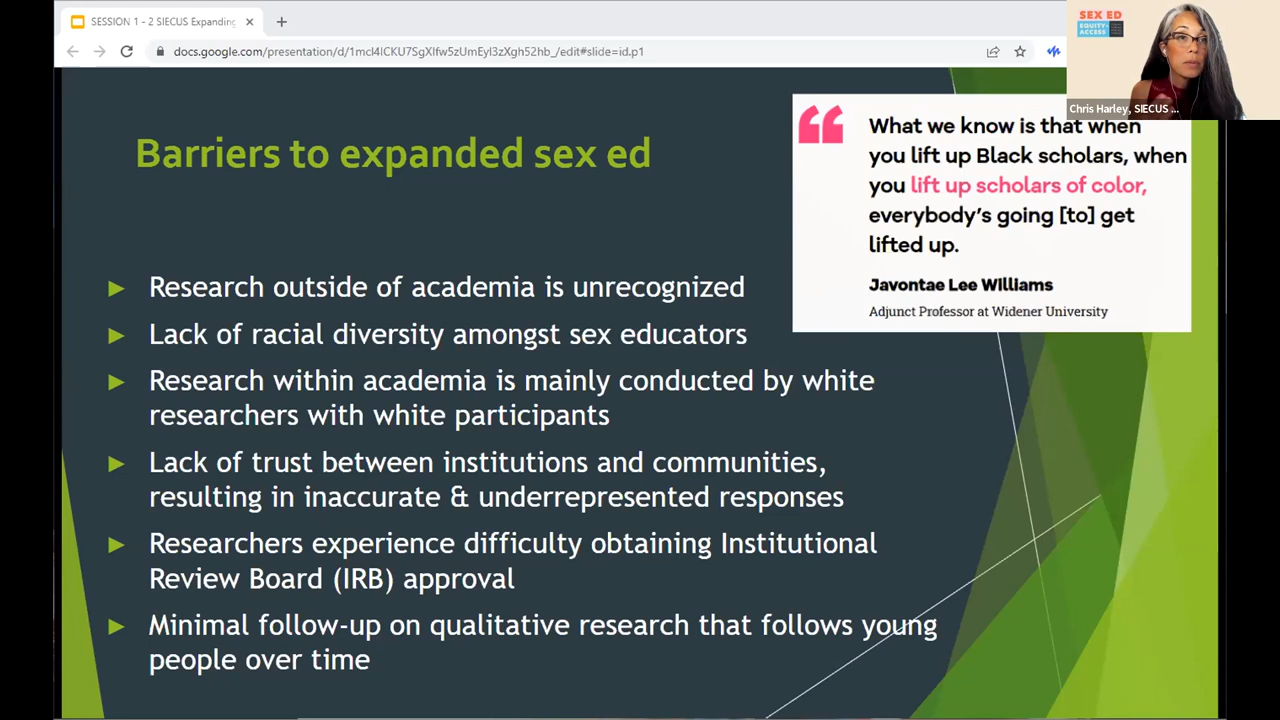 SESSION 1 - 2 SIECUS Expanding
docs.google.com/presentation/d/1mcl4lCKU7SgXlfw5zUmEyl3zXgh52hb_/edit#slide=id.p1
SEX ED
EQUITY-
ACCESS
Chris Harley, SIECUS ...
Barriers to expanded sex ed
What we know is that when
you lift up Black scholars, when
you lift up scholars of color,
everybody's going [to] get
lifted up.
Javontae Lee Williams
Adjunct Professor at Widener University
► Research outside of academia is unrecognized
► Lack of racial diversity amongst sex educators
► Research within academia is mainly conducted by white
researchers with white participants
► Lack of trust between institutions and communities,
resulting in inaccurate & underrepresented responses
► Researchers experience difficulty obtaining Institutional
Review Board (IRB) approval
► Minimal follow-up on qualitative research that follows young
people over time